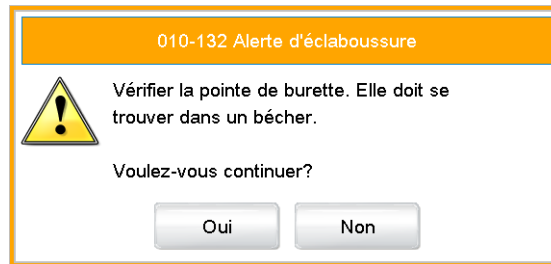 010-132 Alerte d'éclaboussure
Vérifier la pointe de burette. Elle doit se
trouver dans un bécher.
Voulez-vous continuer?
Oui
Non